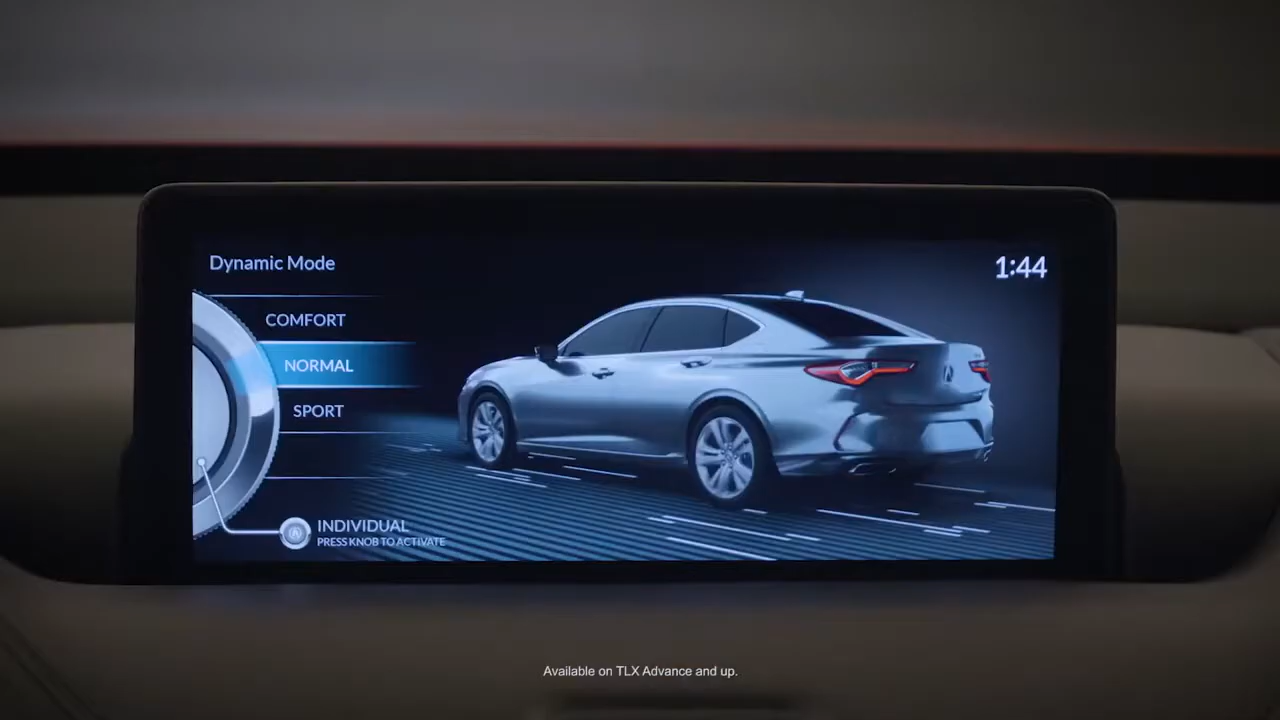 Dynamic Mode
1:44
COMFORT
NORMAL
SPORT
INDIVIDUAL
PRESS KNOB TO ACTIVATE
Available on TLX Advance and up.